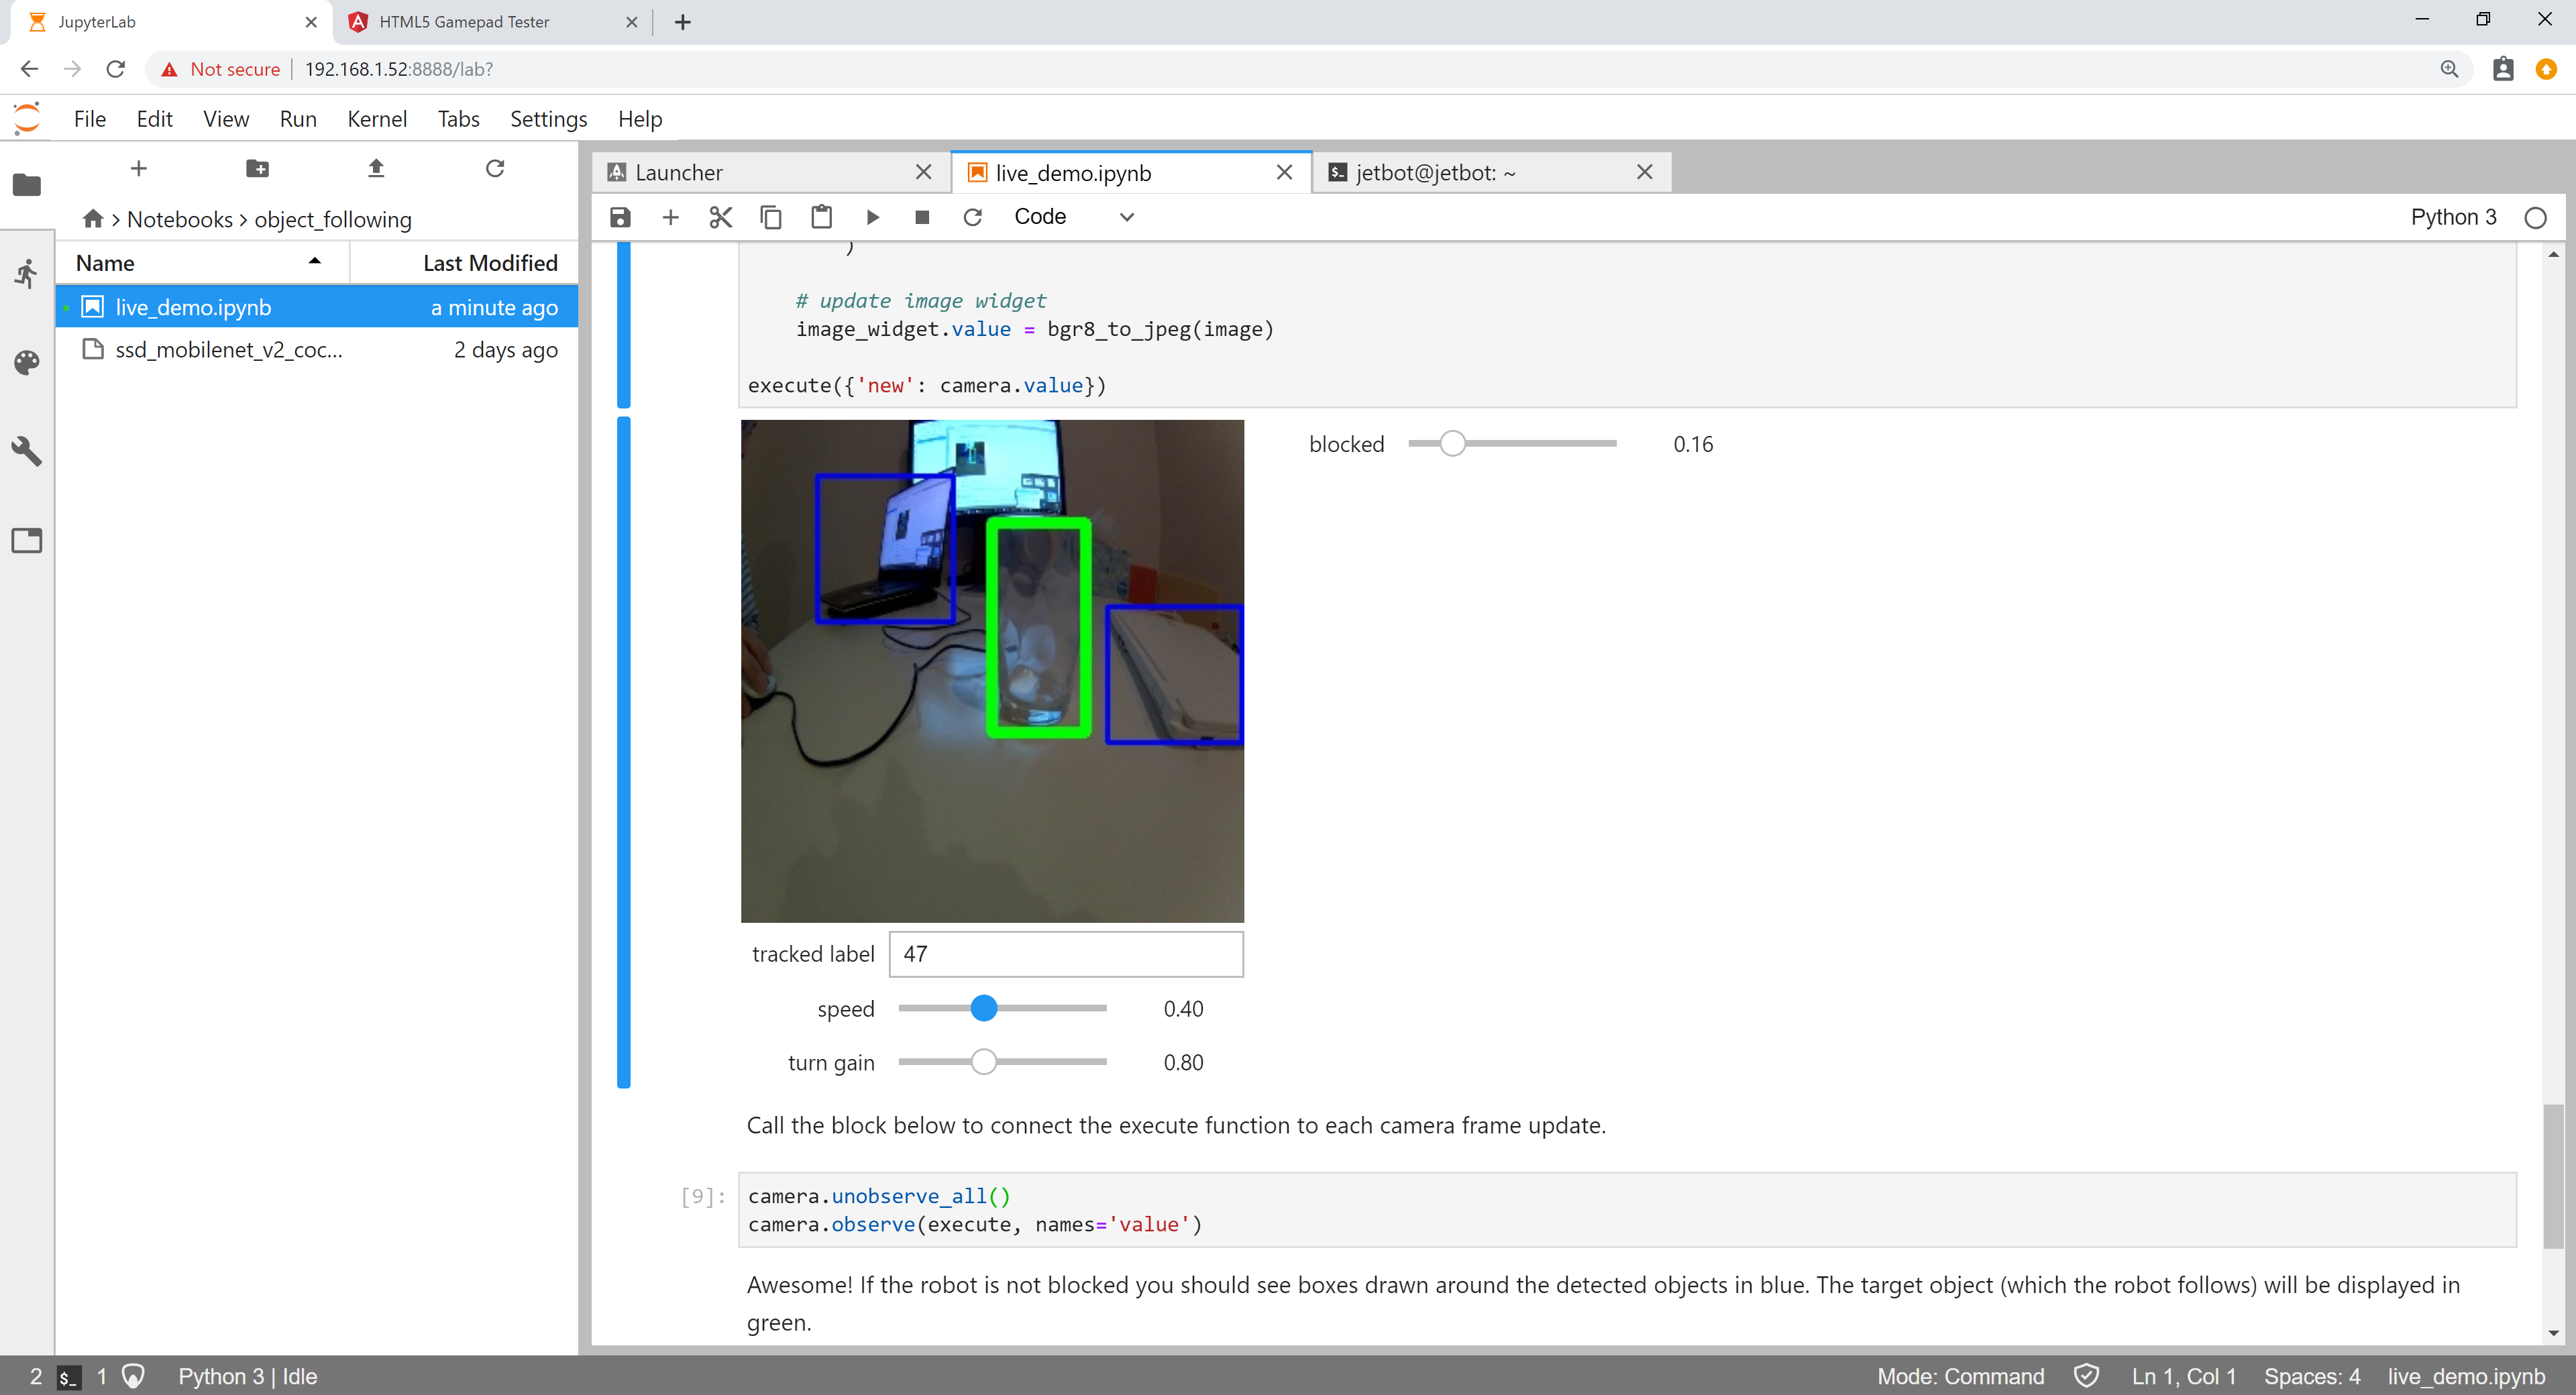 JupyterLab
HTML5 Gamepad Tester
Not secure 192.168.1.52:8888/lab?
File Edit View Run Kernel Tabs Settings Help
Launcher
live_demo.ipynb
jetbot@jetbot: ~
Code
Python 3
> Notebooks > object_following
Name Last Modified
live_demo.ipynb a minute ago
ssd_mobilenet_v2_coc... 2 days ago
)
# update image widget
image_widget.value = bgr8_to_jpeg(image)
execute({'new': camera.value})
blocked 0.16
tracked label 47
speed 0.40
turn gain 0.80
Call the block below to connect the execute function to each camera frame update.
[9]:
camera.unobserve_all()
camera.observe(execute, names='value')
Awesome! If the robot is not blocked you should see boxes drawn around the detected objects in blue. The target object (which the robot follows) will be displayed in
green.
2 $_ 1 Python 3 | Idle Mode: Command Ln 1, Col 1 Spaces: 4 live_demo.ipynb